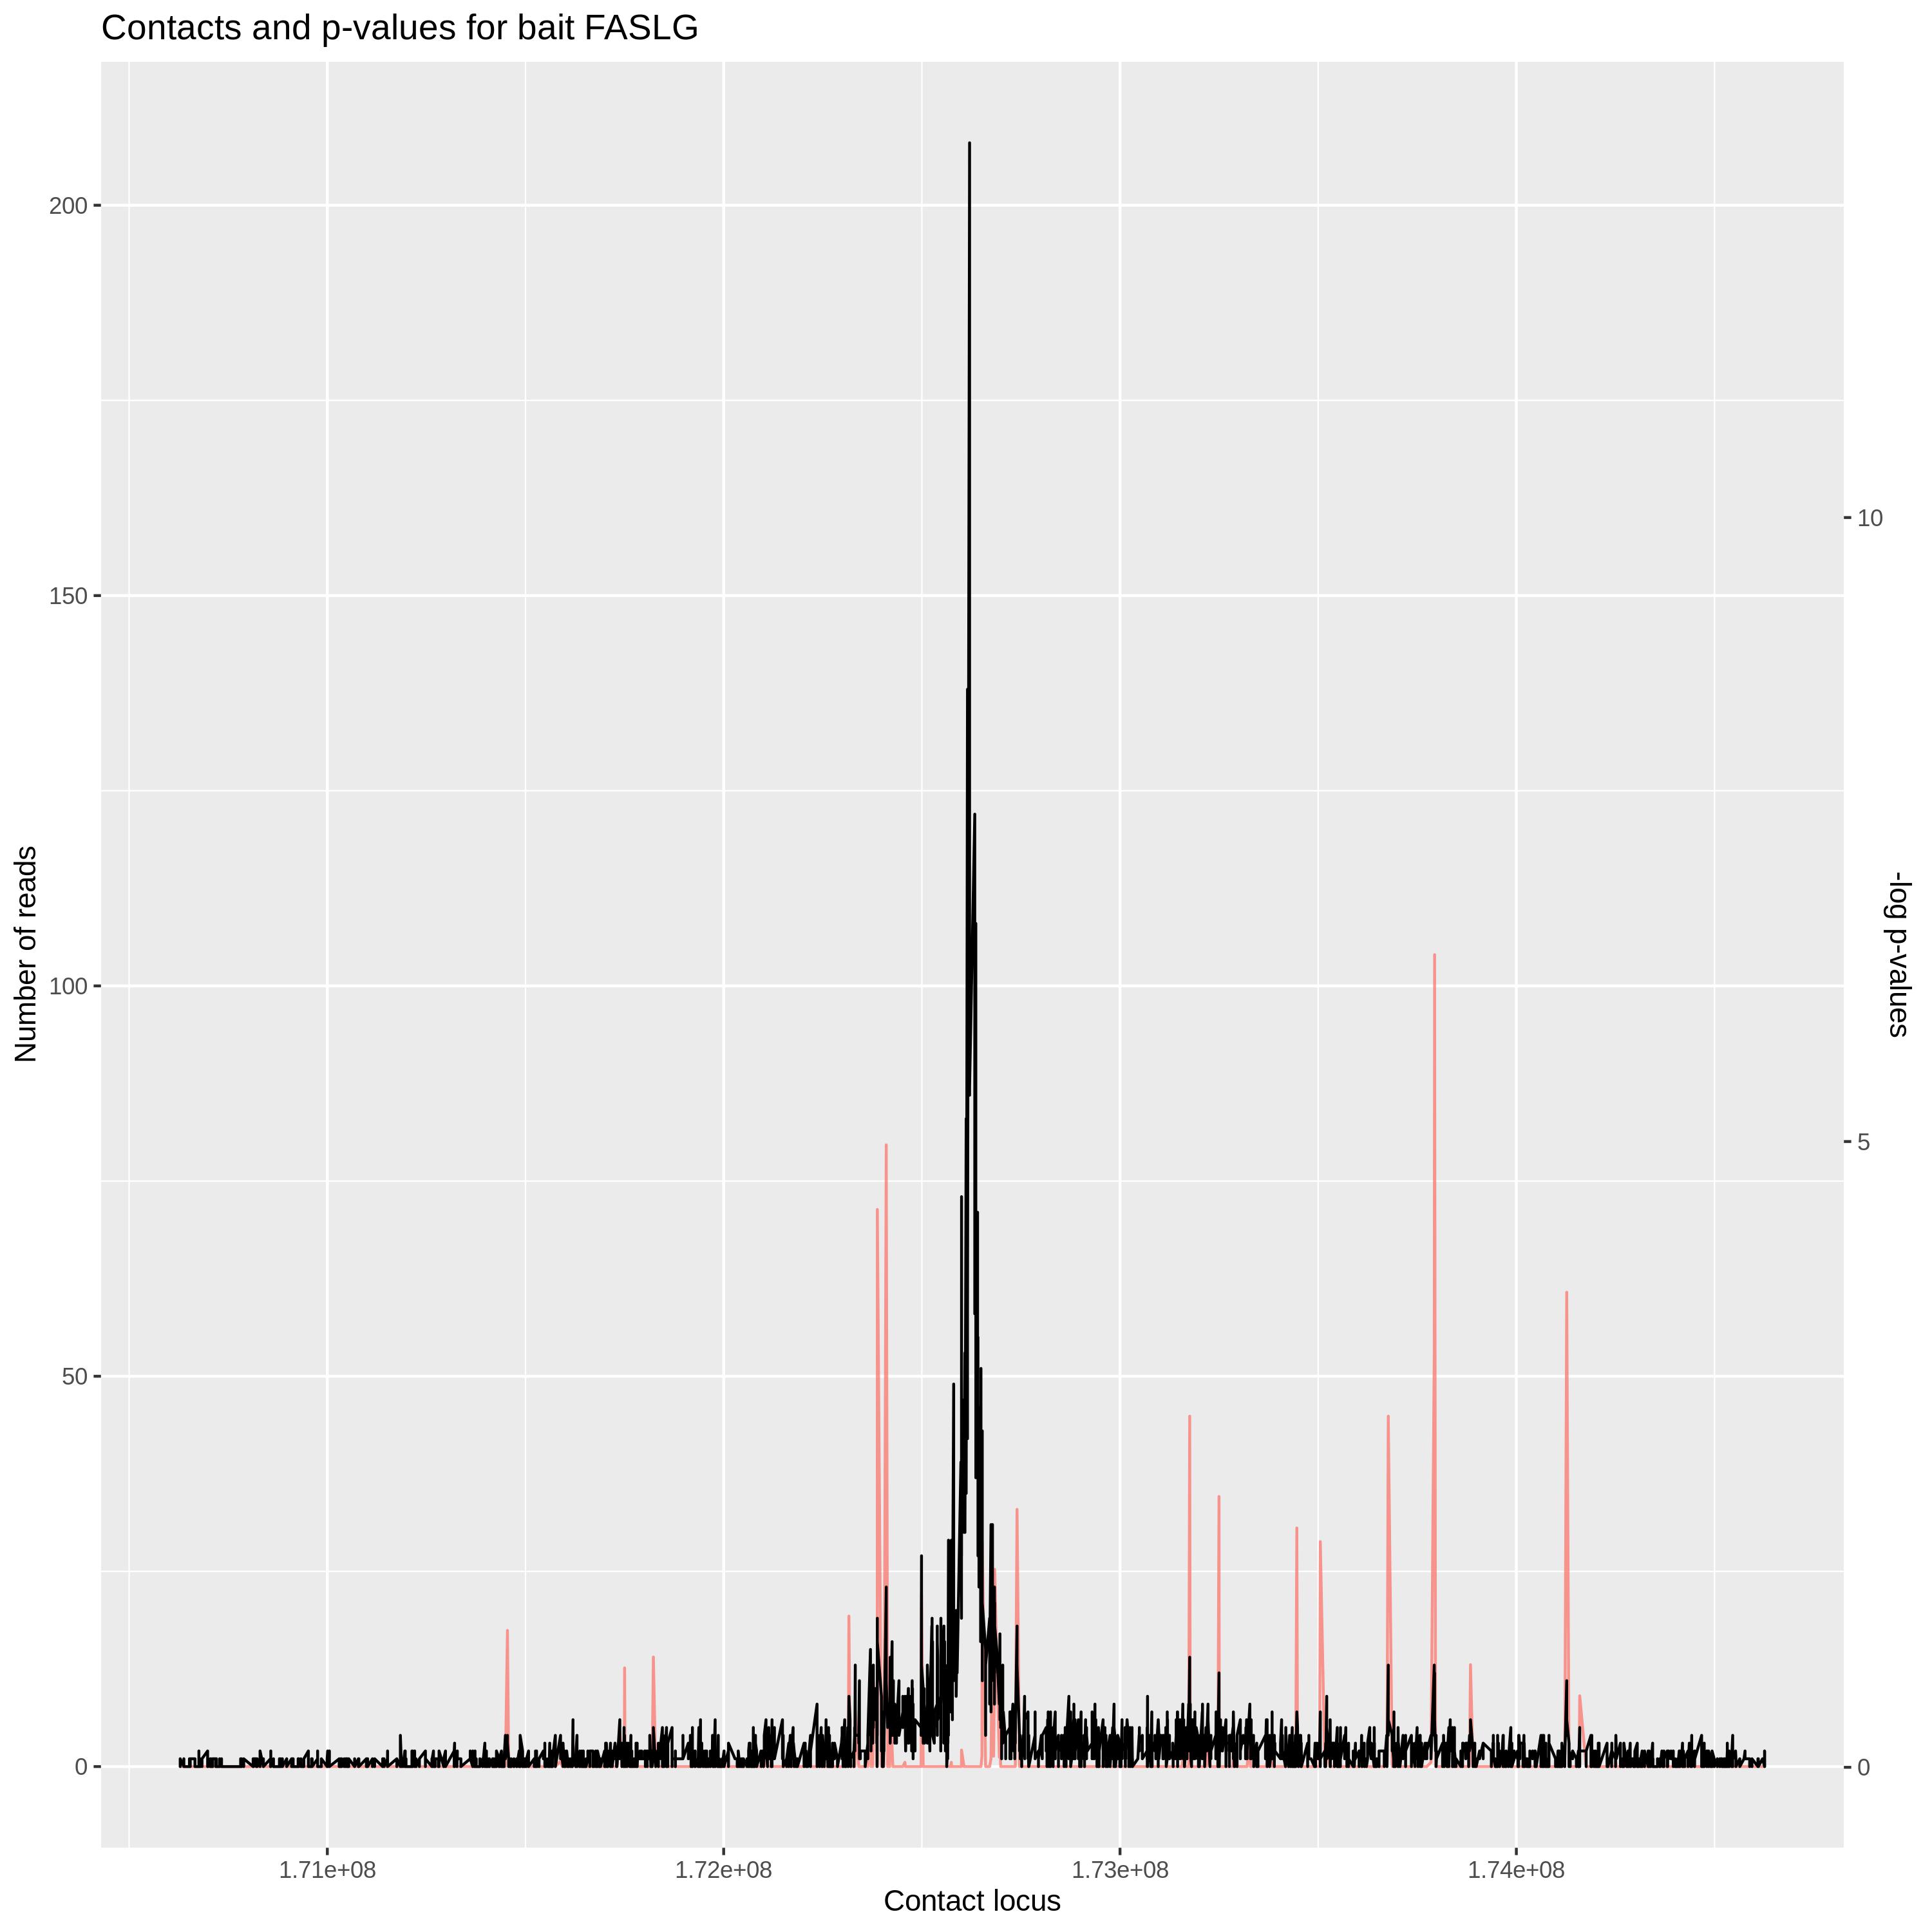 Contacts and p-values for bait FASLG
Number of reads
200
150
100
50
0
10
5
0
-log p-values
1.71e+08
1.72e+08
1.73e+08
1.74e+08
Contact locus